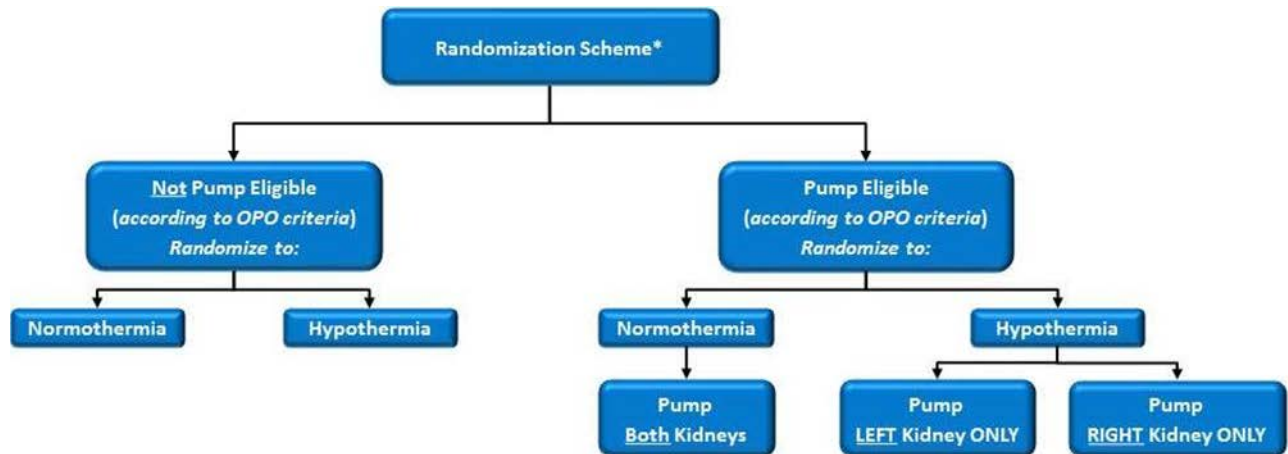 Randomization Scheme*
Not Pump Eligible
(according to OPO criteria)
Randomize to:
Pump Eligible
(according to OPO criteria)
Randomize to:
Normothermia
Hypothermia
Normothermia
Hypothermia
Pump
Both Kidneys
Pump
LEFT Kidney ONLY
Pump
RIGHT Kidney ONLY